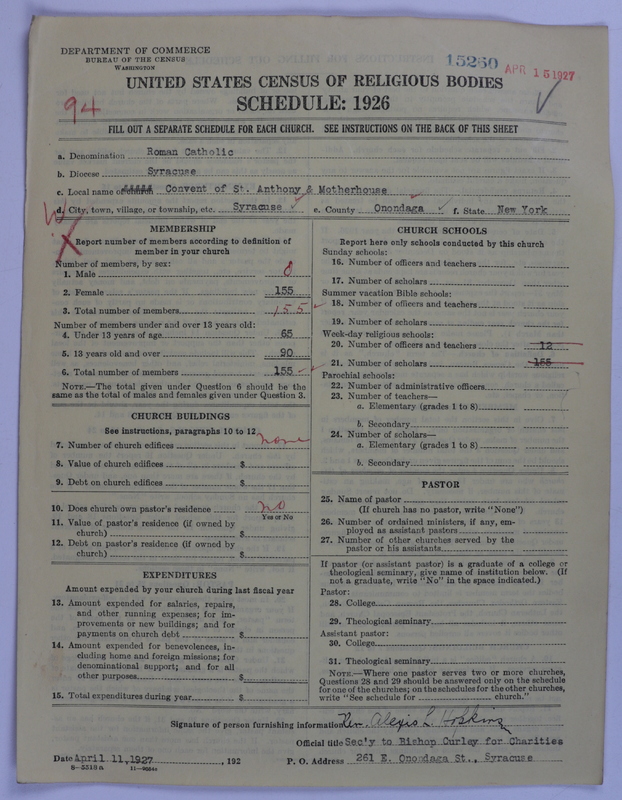 DEPARTMENT OF COMMERCE
BUREAU OF THE CENSUS
WASHINGTON
15260
APR 15 1927
UNITED STATES CENSUS OF RELIGIOUS BODIES
94
SCHEDULE: 1926
FILL OUT A SEPARATE SCHEDULE FOR EACH CHURCH. SEE INSTRUCTIONS ON THE BACK OF THIS SHEET
a. Denomination Roman Catholic
b. Diocese Syracuse
c. Local name of church Convent of St. Anthony & Motherhouse
d. City, town, village, or township, etc. Syracuse e. County Onondaga f. State New York
MEMBERSHIP
Report number of members according to definition of member in your church
Number of members, by sex:
1. Male 0
2. Female 155
3. Total number of members 155
Number of members under and over 13 years old:
4. Under 13 years of age 65
5. 13 years old and over 90
6. Total number of members 155
NOTE.—The total given under Question 6 should be the
same as the total of males and females given under Question 3.
CHURCH BUILDINGS
See instructions, paragraphs 10 to 12
7. Number of church edifices none
8. Value of church edifices $
9. Debt on church edifices $
10. Does church own pastor's residence no
Yes or No
11. Value of pastor's residence (if owned by
church) $
12. Debt on pastor's residence (if owned by
church) $
EXPENDITURES
Amount expended by your church during last fiscal year
13. Amount expended for salaries, repairs,
and other running expenses; for im-
provements or new buildings; and for
payments on church debt $
14. Amount expended for benevolences, in-
cluding home and foreign missions; for
denominational support; and for all
other purposes $
15. Total expenditures during year $
CHURCH SCHOOLS
Report here only schools conducted by this church
Sunday schools:
16. Number of officers and teachers
17. Number of scholars
Summer vacation Bible schools:
18. Number of officers and teachers
19. Number of scholars
Week-day religious schools:
20. Number of officers and teachers 12
21. Number of scholars 155
Parochial schools:
22. Number of administrative officers
23. Number of teachers—
a. Elementary (grades 1 to 8)
b. Secondary
24. Number of scholars—
a. Elementary (grades 1 to 8)
b. Secondary
PASTOR
25. Name of pastor
(If church has no pastor, write "None")
26. Number of ordained ministers, if any, em-
ployed as assistant pastors
27. Number of other churches served by the
pastor or his assistants
If pastor (or assistant pastor) is a graduate of a college or
theological seminary, give name of institution below. (If
not a graduate, write "No" in the space indicated.)
Pastor:
28. College
29. Theological seminary
Assistant pastor:
30. College
31. Theological seminary
NOTE.—Where one pastor serves two or more churches,
Questions 28 and 29 should be answered only on the schedule
for one of the churches; on the schedules for the other churches,
write "See schedule for church."
Signature of person furnishing information Rev. Alexis L. Hopkins
Official title Sec'y to Bishop Curley for Charities
Date April 11, 1927, 192 P. O. Address 261 E. Onondaga St., Syracuse
8—5318 a